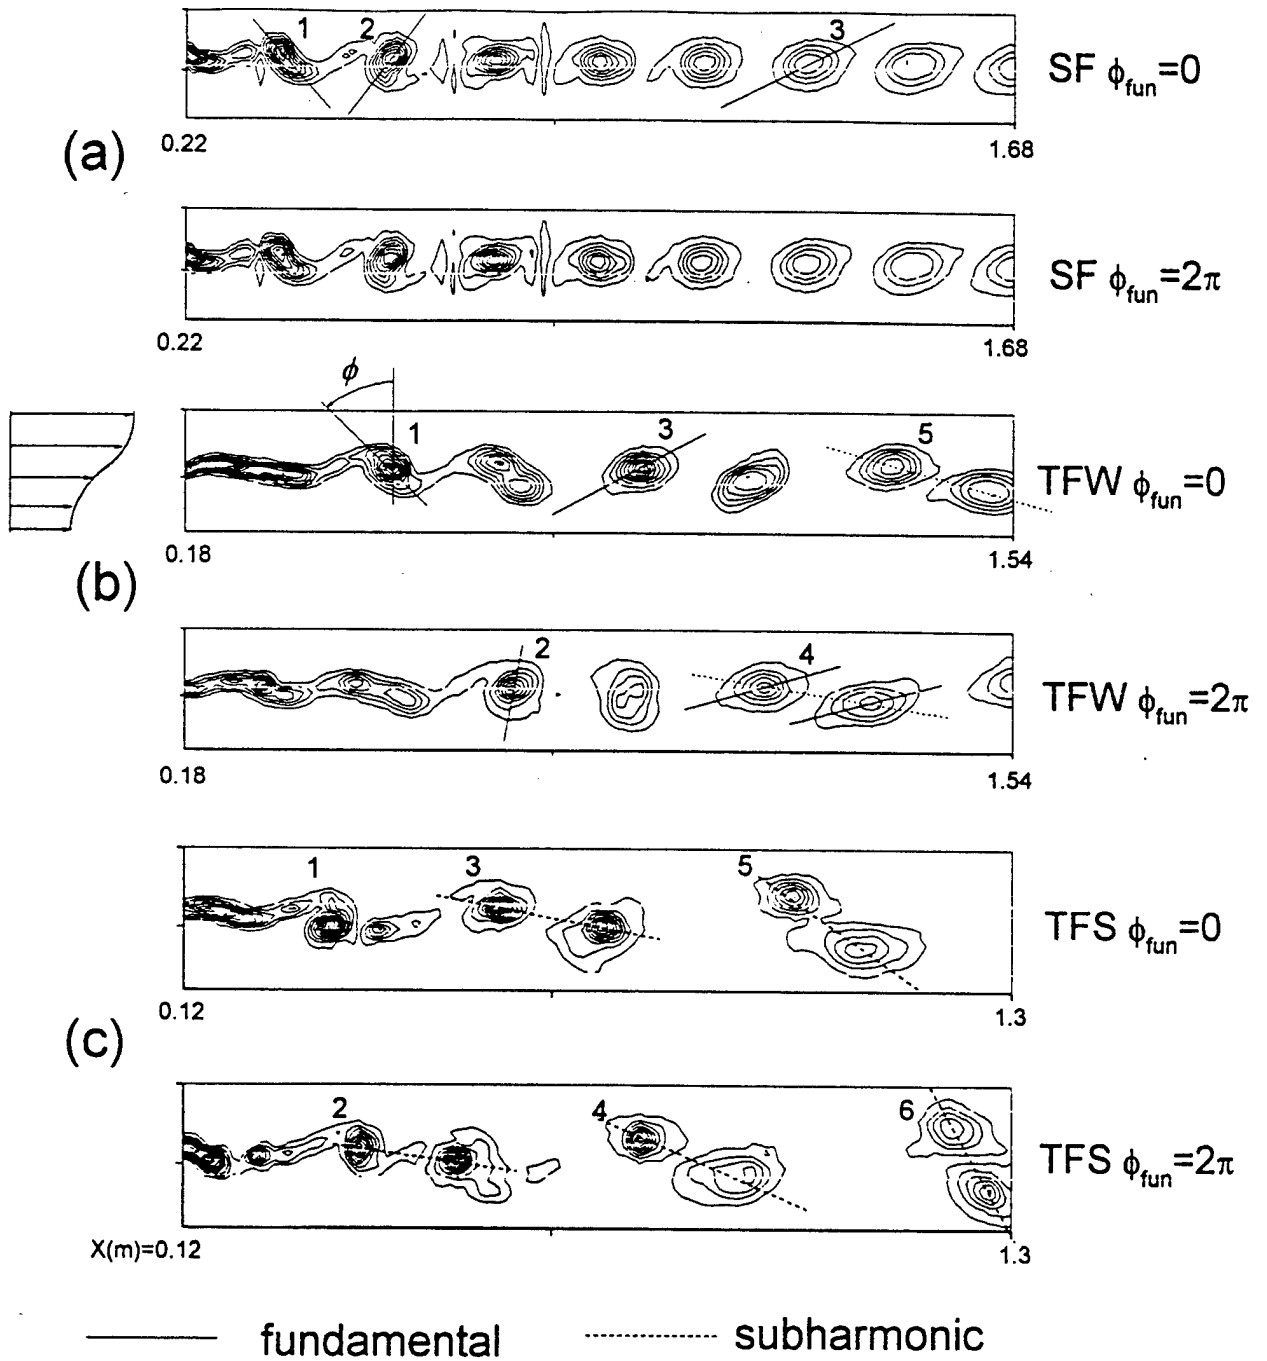 1 2 3
SF ϕfun=0
0.22 1.68
(a)
SF ϕfun=2π
0.22 1.68
ϕ
1 3 5
TFW ϕfun=0
0.18 1.54
(b)
2 4
TFW ϕfun=2π
0.18 1.54
1 3 5
TFS ϕfun=0
0.12 1.3
(c)
2 4 6
TFS ϕfun=2π
X(m)=0.12 1.3
fundamental subharmonic